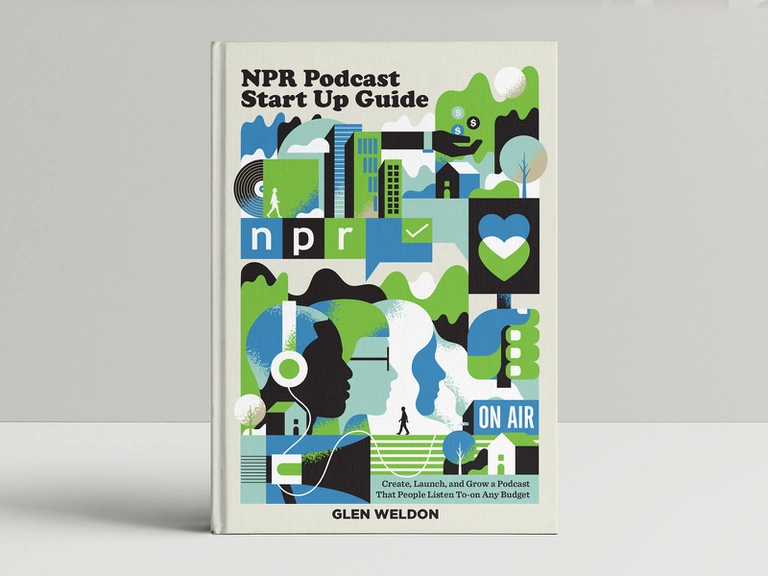 NPR Podcast
Start Up Guide
$
$
$
npr
ON AIR
Create, Launch, and Grow a Podcast
That People Listen To-on Any Budget
GLEN WELDON